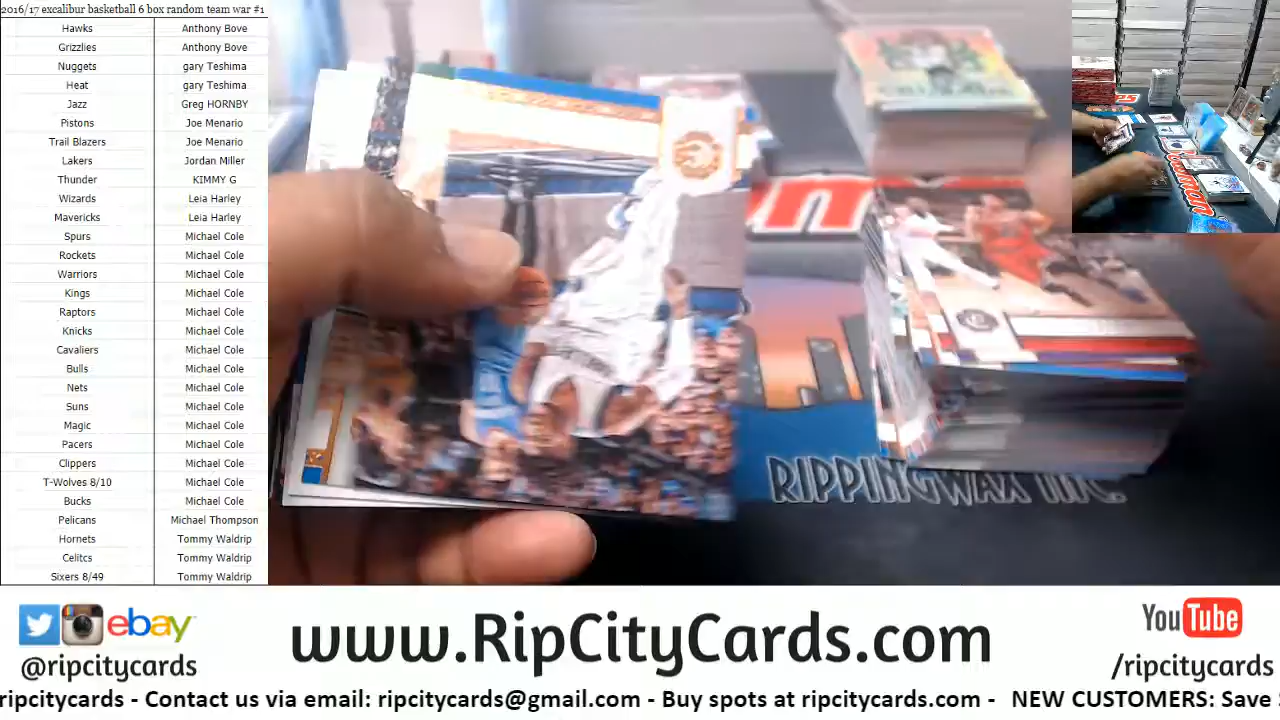 2016/17 excalibur basketball 6 box random team war #1
Hawks Anthony Bove
Grizzlies Anthony Bove
Nuggets gary Teshima
Heat gary Teshima
Jazz Greg HORNBY
Pistons Joe Menario
Trail Blazers Joe Menario
Lakers Jordan Miller
Thunder KIMMY G
Wizards Leia Harley
Mavericks Leia Harley
Spurs Michael Cole
Rockets Michael Cole
Warriors Michael Cole
Kings Michael Cole
Raptors Michael Cole
Knicks Michael Cole
Cavaliers Michael Cole
Bulls Michael Cole
Nets Michael Cole
Suns Michael Cole
Magic Michael Cole
Pacers Michael Cole
Clippers Michael Cole
T-Wolves 8/10 Michael Cole
Bucks Michael Cole
Pelicans Michael Thompson
Hornets Tommy Waldrip
Celitcs Tommy Waldrip
Sixers 8/49 Tommy Waldrip
Bowman
RIPPINGWAX INC.
ebay
@ripcitycards
www.RipCityCards.com
YouTube
/ripcitycards
ripcitycards - Contact us via email: ripcitycards@gmail.com - Buy spots at ripcitycards.com - NEW CUSTOMERS: Save